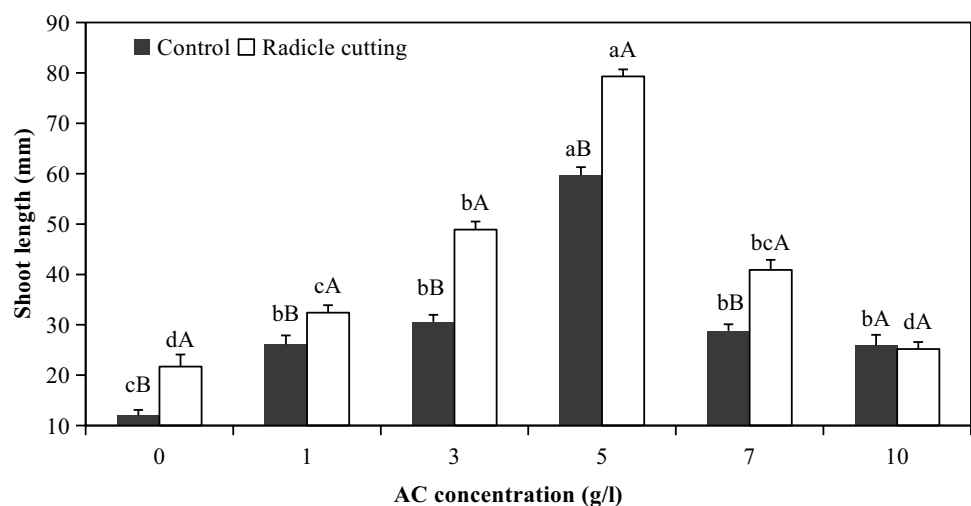 90
80
70
60
50
40
30
20
10
Shoot length (mm)
Control Radicle cutting
cB dA
bB cA
bB bA
aB aA
bB bcA
bA dA
0 1 3 5 7 10
AC concentration (g/l)